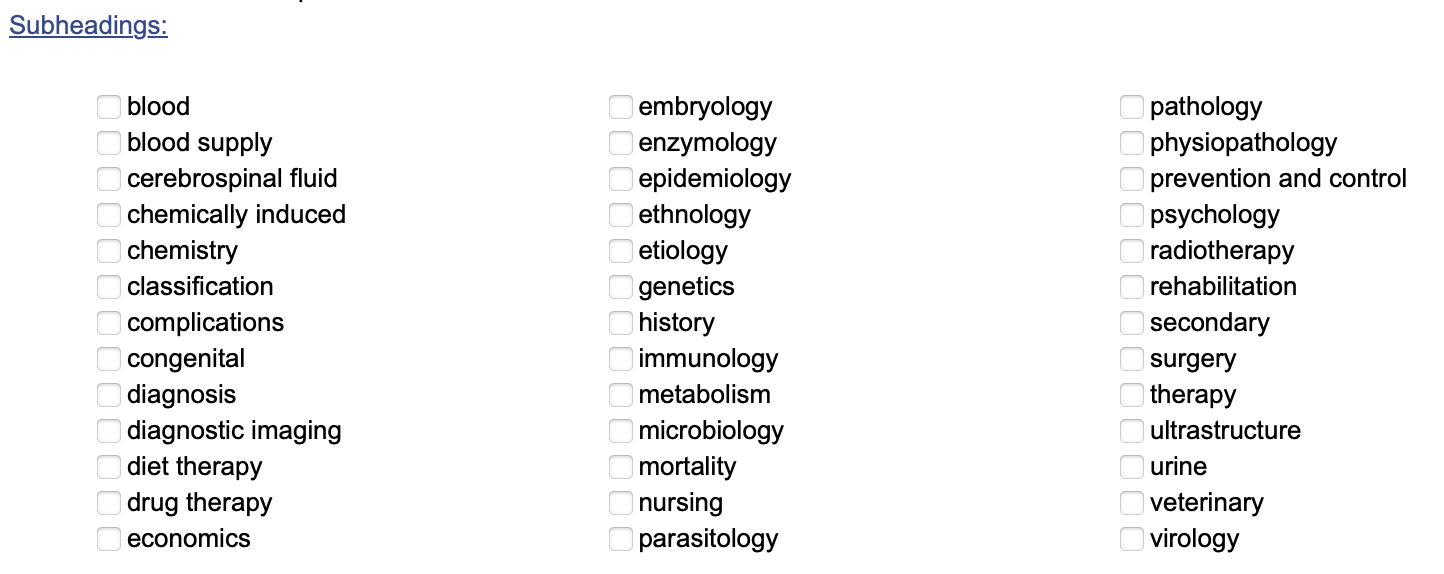 Subheadings:
blood
blood supply
cerebrospinal fluid
chemically induced
chemistry
classification
complications
congenital
diagnosis
diagnostic imaging
diet therapy
drug therapy
economics
embryology
enzymology
epidemiology
ethnology
etiology
genetics
history
immunology
metabolism
microbiology
mortality
nursing
parasitology
pathology
physiopathology
prevention and control
psychology
radiotherapy
rehabilitation
secondary
surgery
therapy
ultrastructure
urine
veterinary
virology